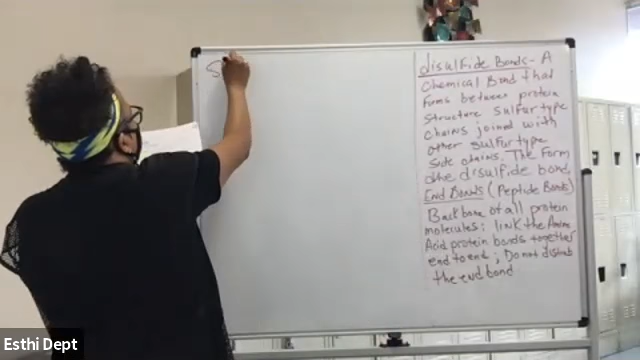 S
disulfide Bonds - A
Chemical Bond that
forms between protein
structure sulfur type
chains joined with
other sulfur type
side chains. The form
the disulfide bond.
End Bonds (Peptide Bonds)
Backbone of all protein
molecules; link the Amino
Acid protein bonds together
end to end; Do not disturb
the end bond
Esthi Dept